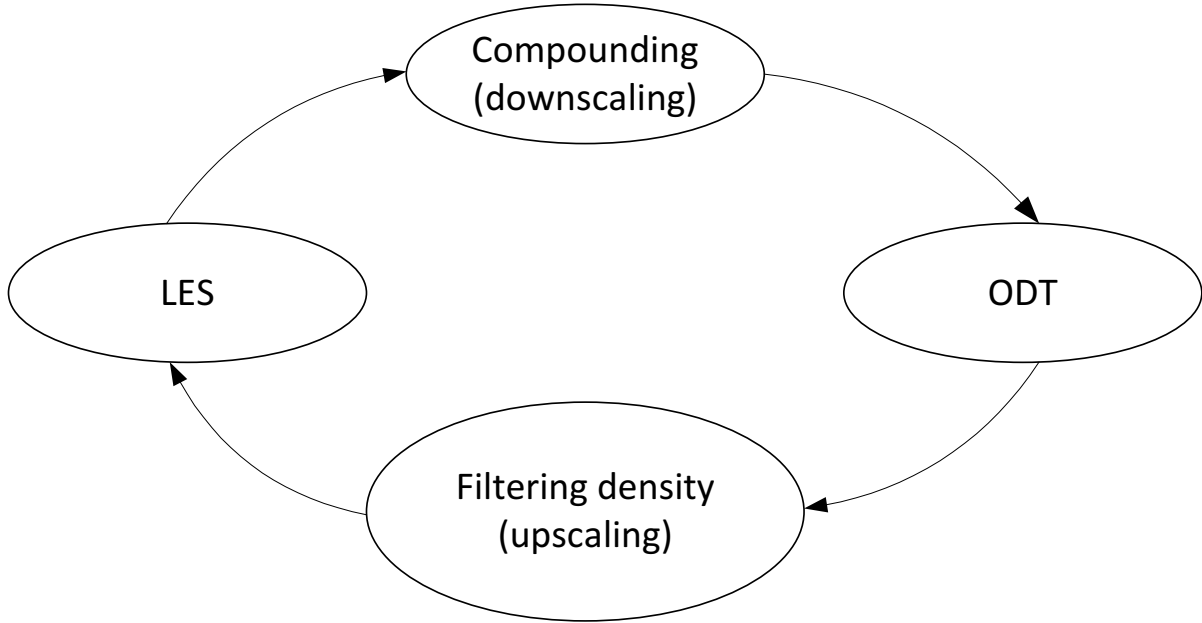 Compounding
(downscaling)
LES
ODT
Filtering density
(upscaling)